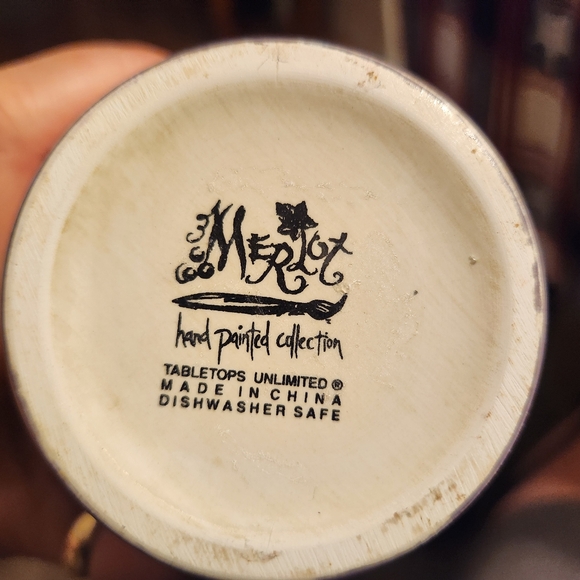 MERLOT
hand painted collection
TABLETOPS UNLIMITED®
MADE IN CHINA
DISHWASHER SAFE